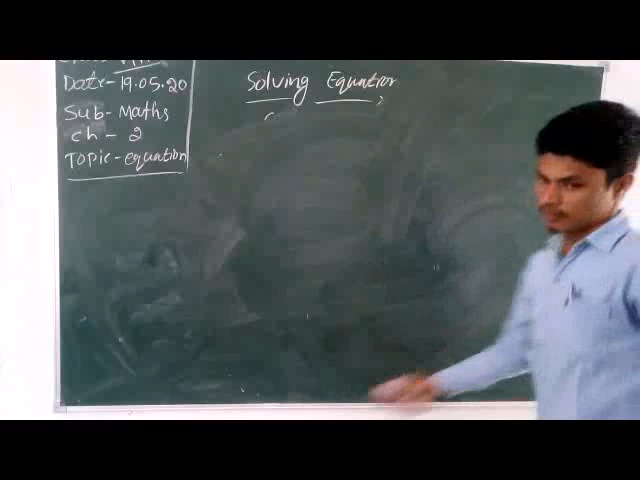 Date- 19.05.20
Sub- Maths
ch - 2
Topic - equation
Solving Equation